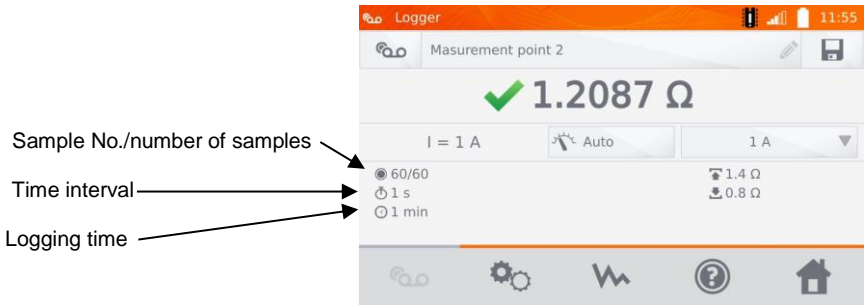 Logger 11:55
Masurement point 2
1.2087 Ω
I = 1 A Auto 1 A
Sample No./number of samples
60/60 1.4 Ω
Time interval
1 s 0.8 Ω
1 min
Logging time